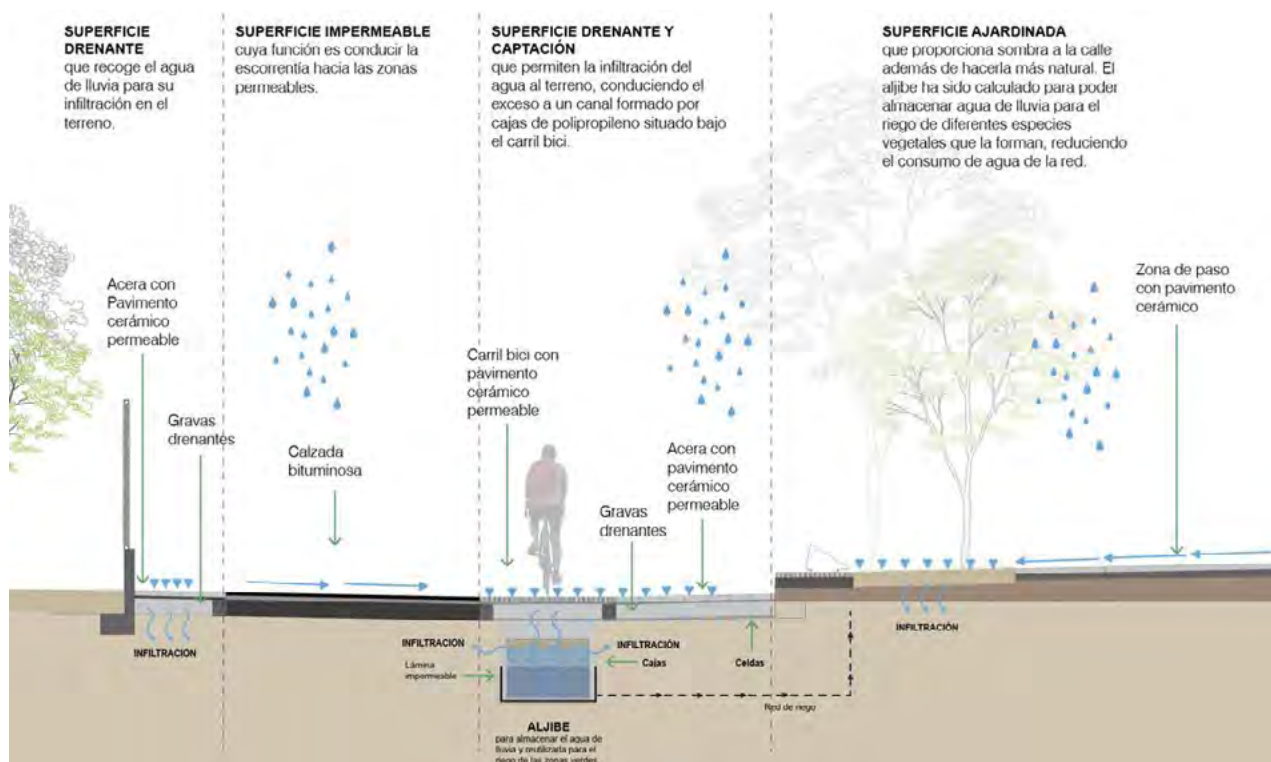 SUPERFICIE
DRENANTE
que recoge el agua
de lluvia para su
infiltración en el
terreno.
SUPERFICIE IMPERMEABLE
cuya función es conducir la
escorrentía hacia las zonas
permeables.
SUPERFICIE DRENANTE Y
CAPTACIÓN
que permiten la infiltración del
agua al terreno, conduciendo el
exceso a un canal formado por
cajas de polipropileno situado bajo
el carril bici.
SUPERFICIE AJARDINADA
que proporciona sombra a la calle
además de hacerla más natural. El
aljibe ha sido calculado para poder
almacenar agua de lluvia para el
riego de diferentes especies
vegetales que la forman, reduciendo
el consumo de agua de la red.
Acera con
Pavimento
cerámico
permeable
Gravas
drenantes
Calzada
bituminosa
Carril bici con
pavimento
cerámico
permeable
Gravas
drenantes
Acera con
pavimento
cerámico
permeable
Zona de paso
con pavimento
cerámico
INFILTRACION
INFILTRACION
INFILTRACION
INFILTRACION
Lámina
impermeable
Cajas
Celdas
Red de riego
ALJIBE
para almacenar el agua de
lluvia y reutilizarla para el
riego de las zonas verdes